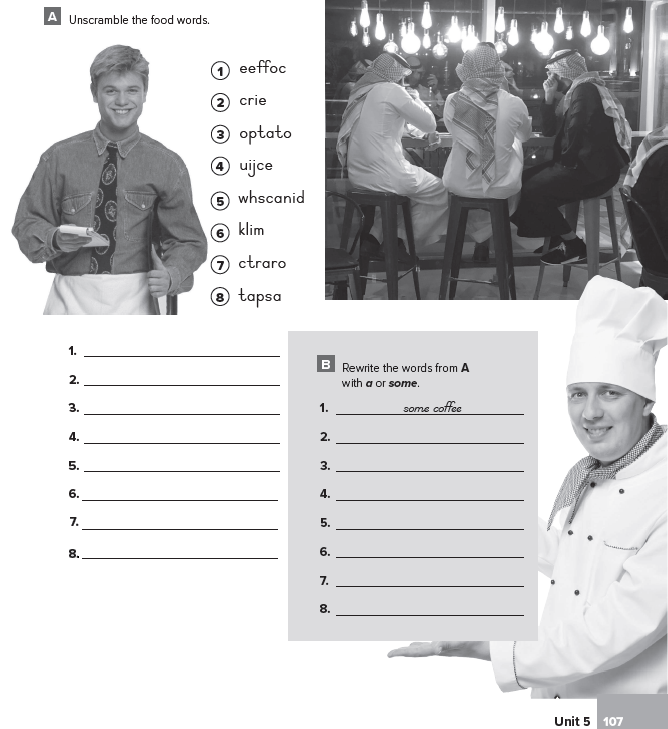 A Unscramble the food words.
1 eeffoc
2 crie
3 optato
4 uijce
5 whscanid
6 klim
7 ctraro
8 tapsa
1.
2.
3.
4.
5.
6.
7.
8.
B Rewrite the words from A
with a or some.
1. some coffee
2.
3.
4.
5.
6.
7.
8.
Unit 5 107